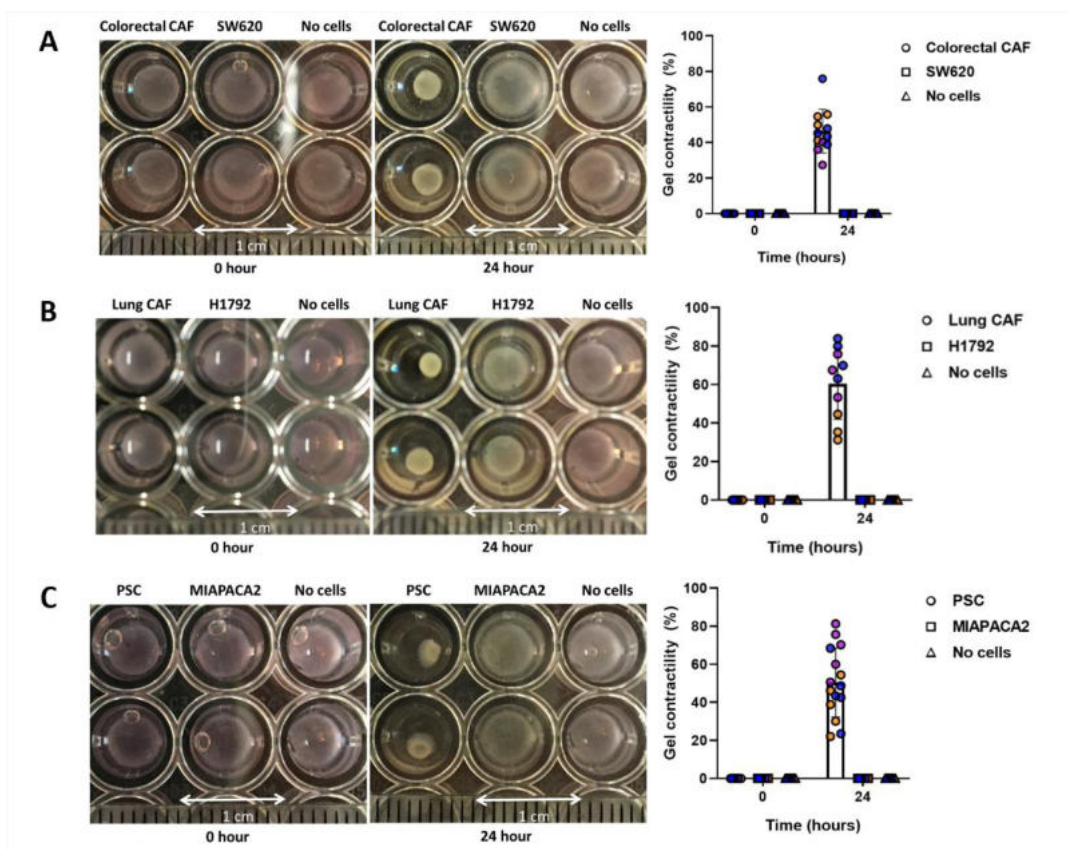 A
Colorectal CAF SW620 No cells
Colorectal CAF SW620 No cells
1 cm
0 hour
1 cm
24 hour
Gel contractility (%)
100
80
60
40
20
0
0 24
Time (hours)
Colorectal CAF
SW620
No cells
B
Lung CAF H1792 No cells
Lung CAF H1792 No cells
1 cm
0 hour
1 cm
24 hour
Gel contractility (%)
100
80
60
40
20
0
0 24
Time (hours)
Lung CAF
H1792
No cells
C
PSC MIAPACA2 No cells
PSC MIAPACA2 No cells
1 cm
0 hour
1 cm
24 hour
Gel contractility (%)
100
80
60
40
20
0
0 24
Time (hours)
PSC
MIAPACA2
No cells